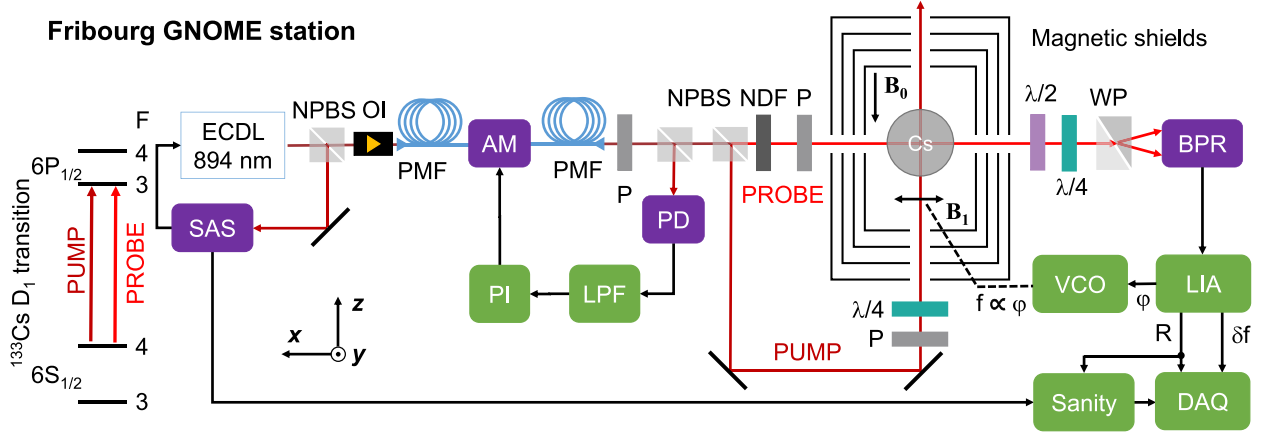 Fribourg GNOME station
Magnetic shields
F
ECDL
894 nm
NPBS
OI
PMF
AM
PMF
P
NPBS
NDF
P
B₀
Cs
λ/2
λ/4
WP
BPR
6P1/2
4
3
PUMP
PROBE
SAS
PD
PROBE
B₁
¹³³Cs D₁ transition
PI
LPF
f ∝ φ
VCO
φ
LIA
λ/4
P
R
δf
z
x
y
PUMP
4
6S1/2
3
Sanity
DAQ